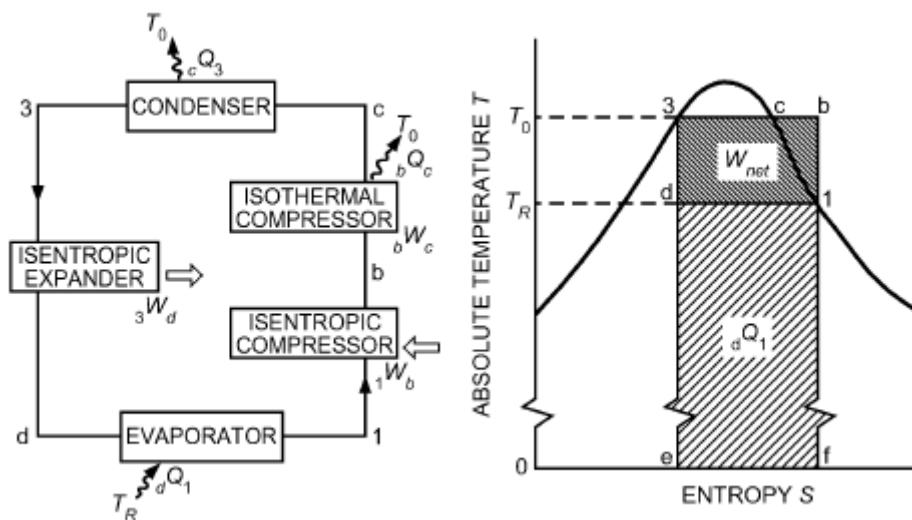 T₀
cQ₃
3
CONDENSER
c
T₀
bQc
ISOTHERMAL
COMPRESSOR
bWc
ISENTROPIC
EXPANDER
b
₃Wd
ISENTROPIC
COMPRESSOR
₁Wb
d
EVAPORATOR
1
dQ₁
TR
ABSOLUTE TEMPERATURE T
3
c
b
T₀
Wnet
d
TR
1
dQ₁
0
e
f
ENTROPY S